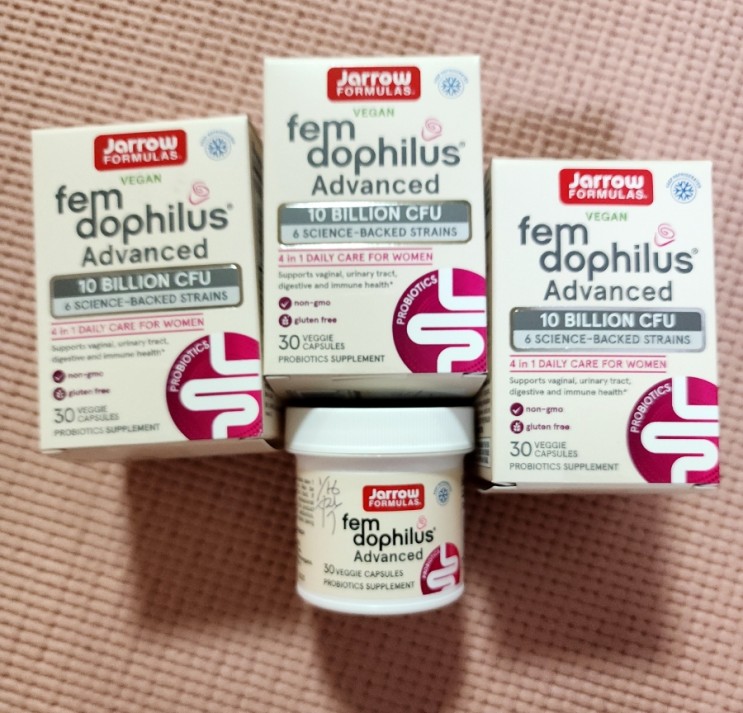 Jarrow
FORMULAS®
VEGAN
fem
dophilus®
Advanced
10 BILLION CFU
6 SCIENCE-BACKED STRAINS
4 in 1 DAILY CARE FOR WOMEN
Supports vaginal, urinary tract,
digestive and immune health*
non-gmo
gluten free
30 VEGGIE
CAPSULES
PROBIOTICS SUPPLEMENT
PROBIOTICS
Jarrow
FORMULAS®
VEGAN
fem
dophilus®
Advanced
10 BILLION CFU
6 SCIENCE-BACKED STRAINS
4 in 1 DAILY CARE FOR WOMEN
Supports vaginal, urinary tract,
digestive and immune health*
non-gmo
gluten free
30 VEGGIE
CAPSULES
PROBIOTICS SUPPLEMENT
PROBIOTICS
Jarrow
FORMULAS®
VEGAN
fem
dophilus®
Advanced
10 BILLION CFU
6 SCIENCE-BACKED STRAINS
4 in 1 DAILY CARE FOR WOMEN
Supports vaginal, urinary tract,
digestive and immune health*
non-gmo
gluten free
30 VEGGIE
CAPSULES
PROBIOTICS SUPPLEMENT
PROBIOTICS
Jarrow
FORMULAS®
fem
dophilus®
Advanced
30 VEGGIE CAPSULES
PROBIOTICS SUPPLEMENT
PROBIOTICS